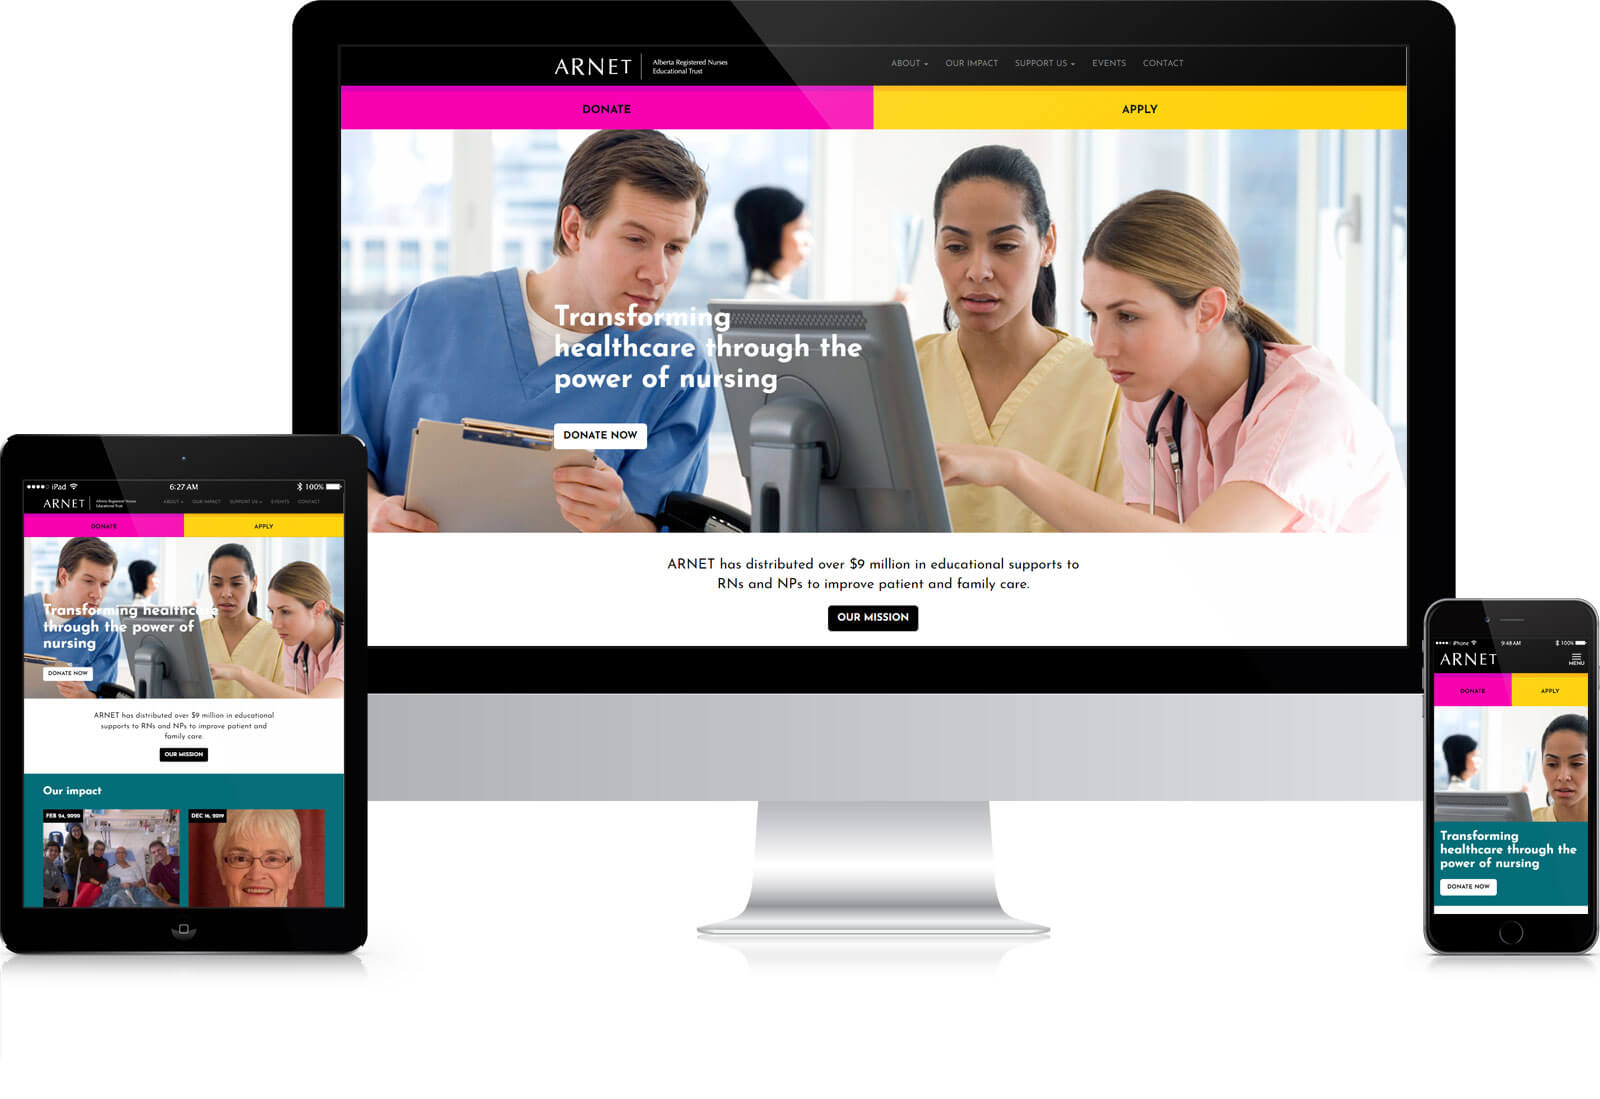 ARNET
Alberta Registered Nurses
Educational Trust
ABOUT
OUR IMPACT
SUPPORT US
EVENTS
CONTACT
DONATE
APPLY
Transforming
healthcare through the
power of nursing
DONATE NOW
ARNET has distributed over $9 million in educational supports to
RNs and NPs to improve patient and family care.
OUR MISSION
iPad
6:27 AM
100%
ARNET
Alberta Registered Nurses
Educational Trust
ABOUT
OUR IMPACT
SUPPORT US
EVENTS
CONTACT
DONATE
APPLY
Transforming healthcare
through the power of
nursing
DONATE NOW
ARNET has distributed over $9 million in educational
supports to RNs and NPs to improve patient and
family care.
OUR MISSION
Our impact
FEB 24, 2020
DEC 16, 2019
iPhone
9:48 AM
100%
ARNET
MENU
DONATE
APPLY
Transforming
healthcare through the
power of nursing
DONATE NOW